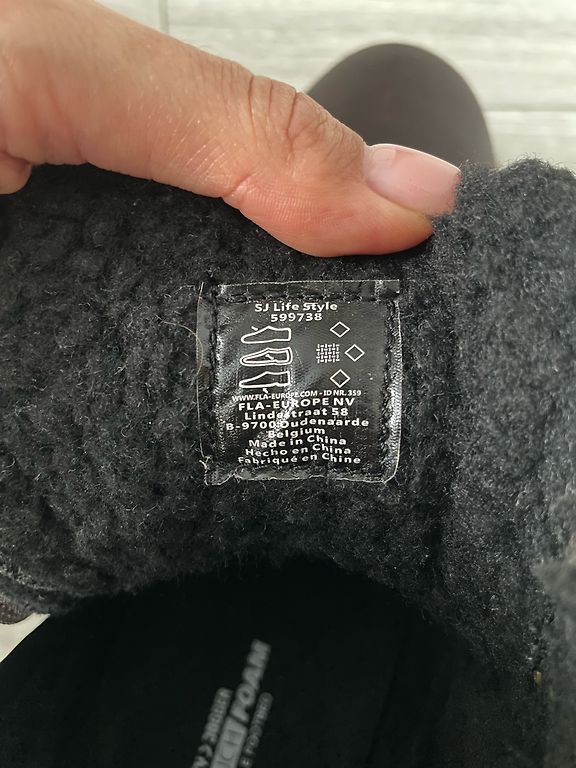 SJ Life Style
599738
WWW.FLA-EUROPE.COM - ID NR. 359
FLA-EUROPE NV
Lindestraat 58
B-9700 Oudenaarde
Belgium
Made in China
Hecho en China
Fabriqué en Chine
FOAM